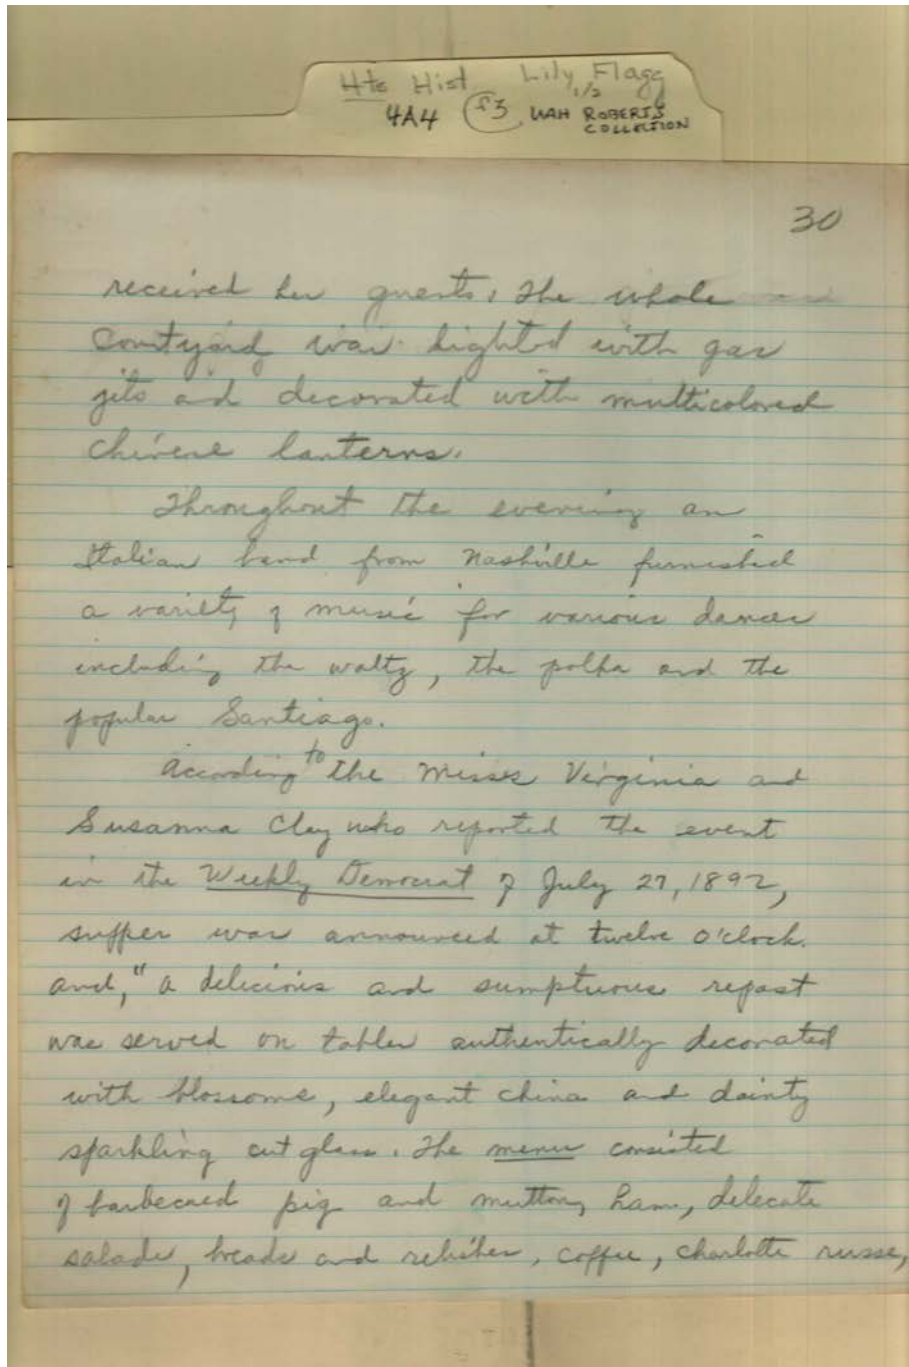 Hts Hist Lily Flagg
1/2
4A4 f3 UAH ROBERTS
COLLECTION
30
received her guests. The whole
courtyard was lighted with gas
jets and decorated with multicolored
Chinese lanterns.
Throughout the evening an
Italian band from Nashville furnished
a variety of music for various dances
including the waltz, the polka and the
popular Santiago.
According to the Misses Virginia and
Susanna Clay who reported the event
in the Weekly Democrat of July 27, 1892,
supper was announced at twelve o'clock.
and, "a delicious and sumptuous repast
was served on tables authentically decorated
with blossoms, elegant china and dainty
sparkling cut glass. The menu consisted
of barbecued pig and mutton, ham, delecate
salads, breads and relishes, coffee, charlotte russe,